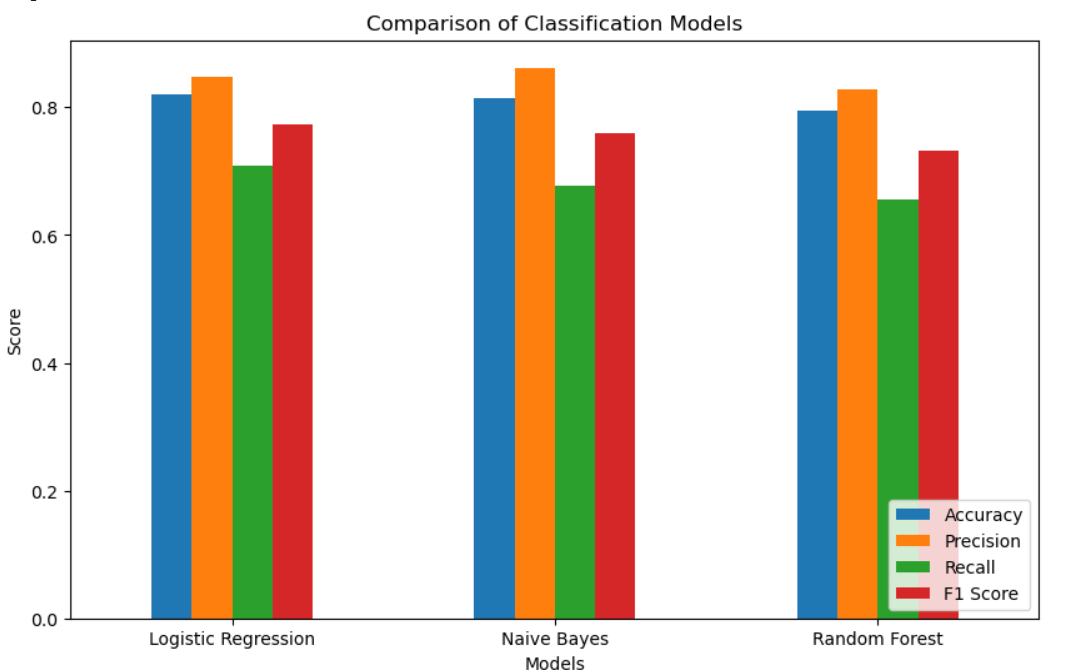 Comparison of Classification Models
Score
0.8
0.6
0.4
0.2
0.0
Accuracy
Precision
Recall
F1 Score
Logistic Regression
Naive Bayes
Random Forest
Models